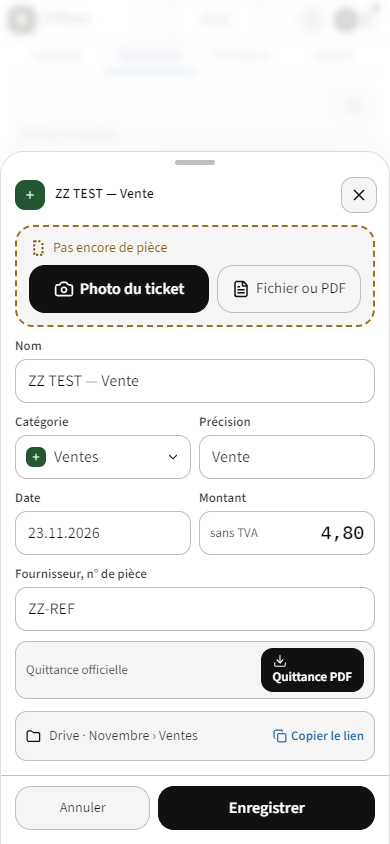 ZZ TEST — Vente
Pas encore de pièce
Photo du ticket
Fichier ou PDF
Nom
ZZ TEST — Vente
Catégorie
Précision
Ventes
Vente
Date
Montant
23.11.2026
sans TVA
4,80
Fournisseur, n° de pièce
ZZ-REF
Quittance officielle
Quittance PDF
Drive · Novembre › Ventes
Copier le lien
Annuler
Enregistrer